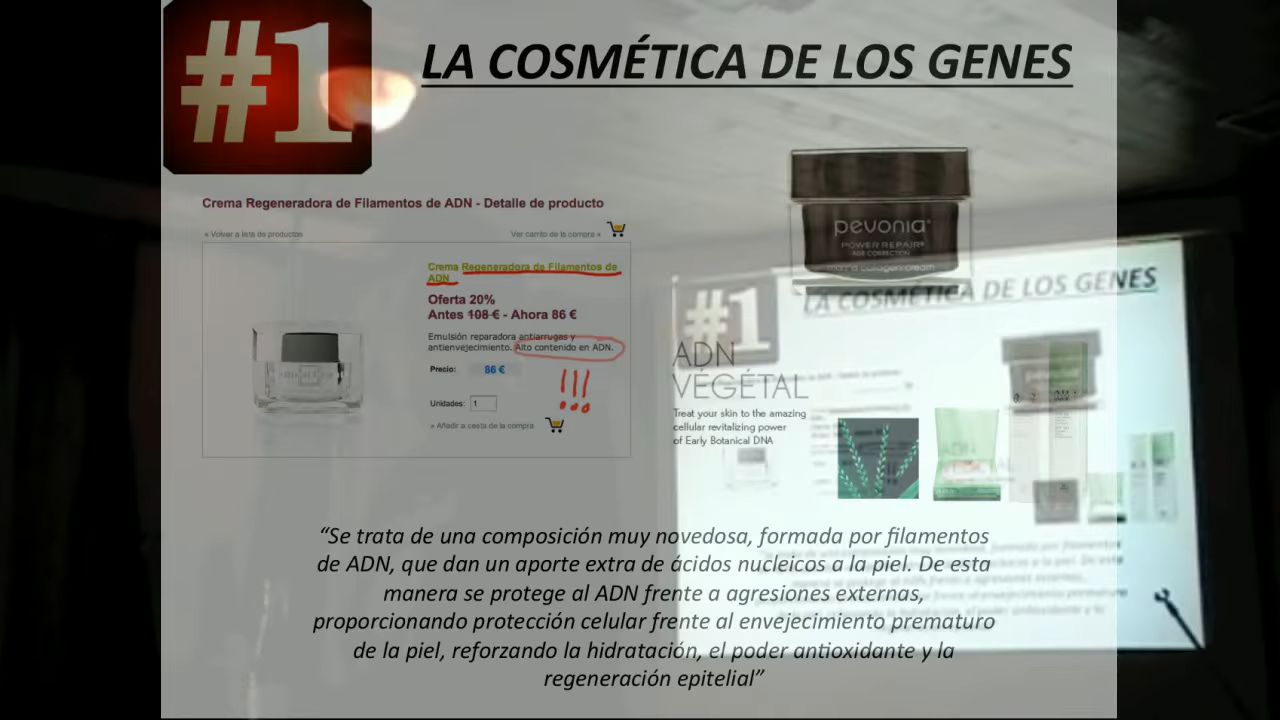 #1
LA COSMÉTICA DE LOS GENES
Crema Regeneradora de Filamentos de ADN - Detalle de producto
« Volver a lista de productos
Ver carrito de la compra »
Crema Regeneradora de Filamentos de
ADN
Oferta 20%
Antes 108 € - Ahora 86 €
Emulsión reparadora antiarrugas y
antienvejecimiento. Alto contenido en ADN.
Precio: 86 €
!!!
Unidades: 1
» Añadir a cesta de la compra
pevonia
POWER REPAIR®
AGE CORRECTION
marine collagen cream
#1
LA COSMÉTICA DE LOS GENES
ADN
VÉGÉTAL
Treat your skin to the amazing
cellular revitalizing power
of Early Botanical DNA
“Se trata de una composición muy novedosa, formada por filamentos
de ADN, que dan un aporte extra de ácidos nucleicos a la piel. De esta
manera se protege al ADN frente a agresiones externas,
proporcionando protección celular frente al envejecimiento prematuro
de la piel, reforzando la hidratación, el poder antioxidante y la
regeneración epitelial”